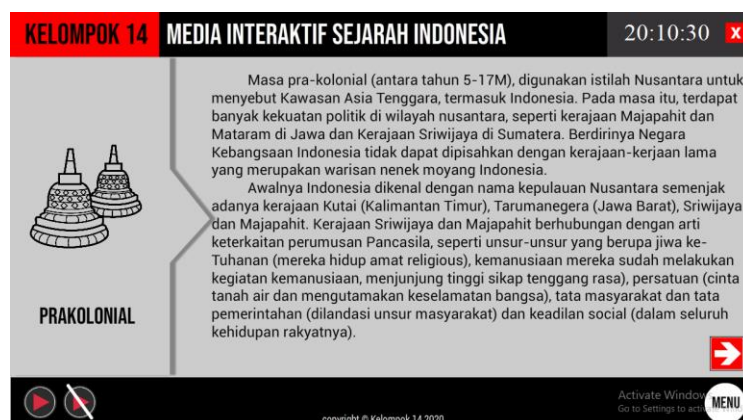 KELOMPOK 14 MEDIA INTERAKTIF SEJARAH INDONESIA 20:10:30 X
Masa pra-kolonial (antara tahun 5-17M), digunakan istilah Nusantara untuk
menyebut Kawasan Asia Tenggara, termasuk Indonesia. Pada masa itu, terdapat
banyak kekuatan politik di wilayah nusantara, seperti kerajaan Majapahit dan
Mataram di Jawa dan Kerajaan Sriwijaya di Sumatera. Berdirinya Negara
Kebangsaan Indonesia tidak dapat dipisahkan dengan kerajaan-kerjaan lama
yang merupakan warisan nenek moyang Indonesia.
Awalnya Indonesia dikenal dengan nama kepulauan Nusantara semenjak
adanya kerajaan Kutai (Kalimantan Timur), Tarumanegera (Jawa Barat), Sriwijaya
dan Majapahit. Kerajaan Sriwijaya dan Majapahit berhubungan dengan arti
keterkaitan perumusan Pancasila, seperti unsur-unsur yang berupa jiwa ke-
Tuhanan (mereka hidup amat religious), kemanusiaan mereka sudah melakukan
kegiatan kemanusiaan, menjunjung tinggi sikap tenggang rasa), persatuan (cinta
tanah air dan mengutamakan keselamatan bangsa), tata masyarakat dan tata
pemerintahan (dilandasi unsur masyarakat) dan keadilan social (dalam seluruh
kehidupan rakyatnya).
PRAKOLONIAL
Activate Window
Go to Settings to
MENU
copyright © Kelompok 14 2020